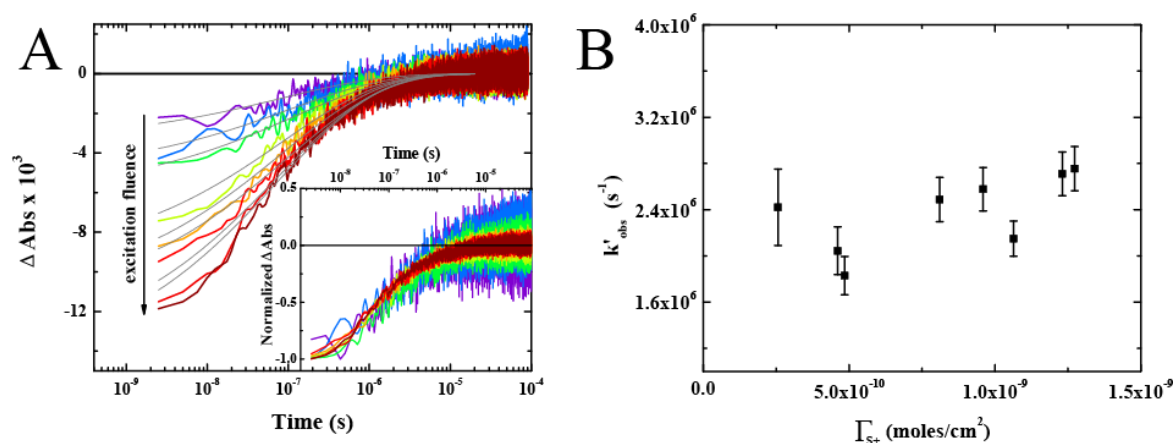 A
0
-4
-8
-12
Δ Abs x 10³
excitation fluence
10⁻⁹ 10⁻⁸ 10⁻⁷ 10⁻⁶ 10⁻⁵ 10⁻⁴
Time (s)
Time (s)
10⁻⁸ 10⁻⁷ 10⁻⁶ 10⁻⁵
0.5
0.0
-0.5
-1.0
Normalized ΔAbs
B
4.0x10⁶
3.2x10⁶
2.4x10⁶
1.6x10⁶
k'obs (s⁻¹)
0.0 5.0x10⁻¹⁰ 1.0x10⁻⁹ 1.5x10⁻⁹
ΓS+ (moles/cm²)